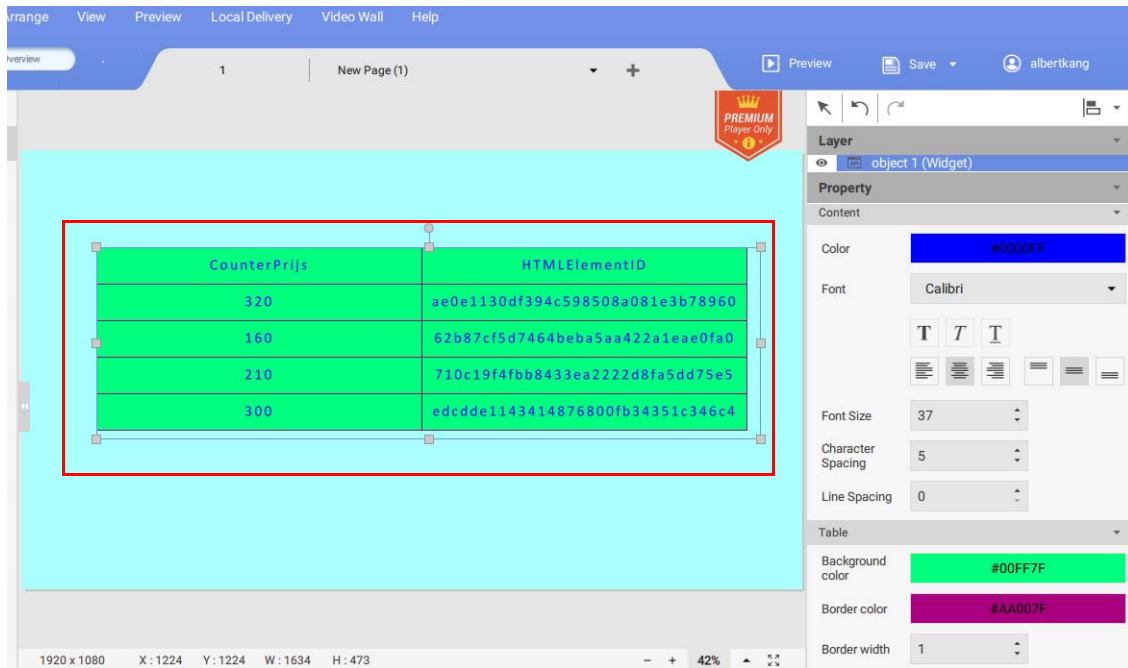 Arrange View Preview Local Delivery Video Wall Help
Overview
1 New Page (1) Preview Save albertkang
PREMIUM
Player Only
Layer
object 1 (Widget)
Property
Content
Color #0000FF
Font Calibri
T T T
Font Size 37
Character
Spacing 5
Line Spacing 0
Table
Background
color #00FF7F
Border color #AA007F
Border width 1
CounterPrijs HTMLElementID
320 ae0e1130df394c598508a081e3b78960
160 62b87cf5d7464beba5aa422a1eae0fa0
210 710c19f4fbb8433ea2222d8fa5dd75e5
300 edcdde1143414876800fb34351c346c4
1920 x 1080 X : 1224 Y : 1224 W : 1634 H : 473 - + 42%